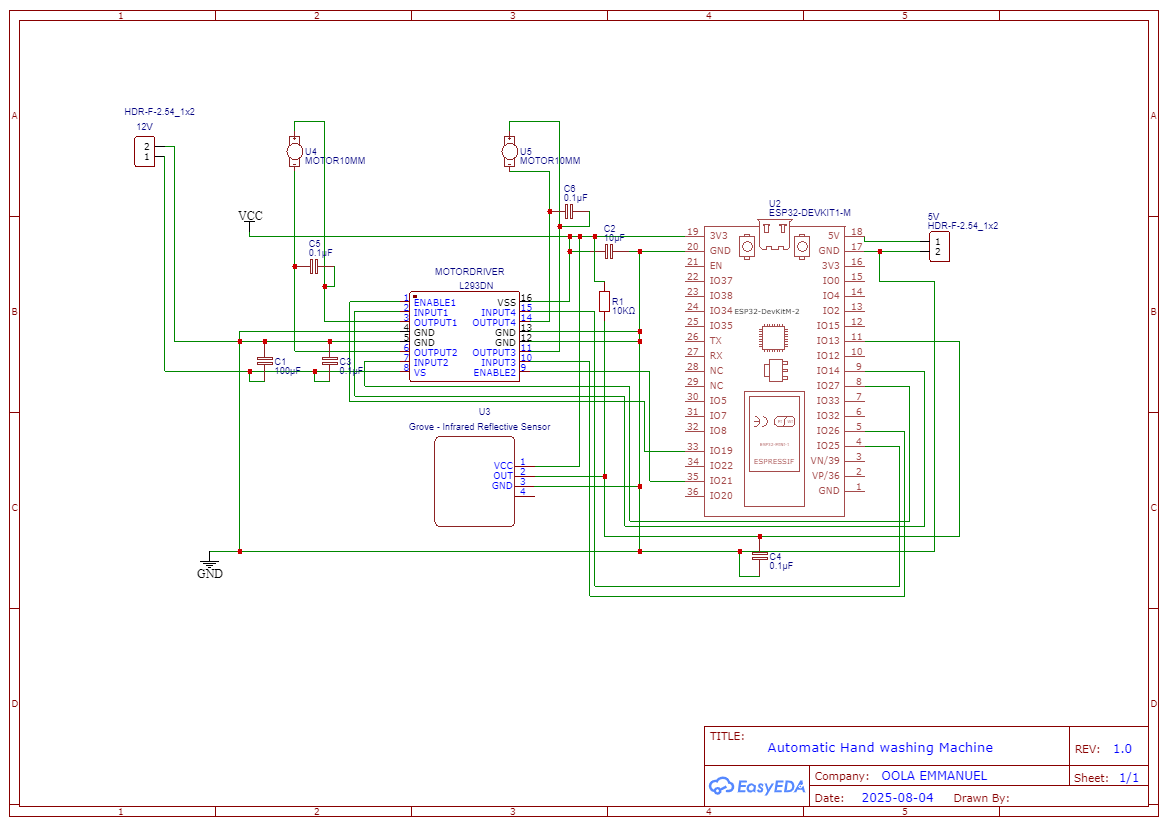 1 2 3 4 5
A A
B B
C C
D D
HDR-F-2.54_1x2
12V
2
1
VCC
GND
U4
MOTOR10MM
U5
MOTOR10MM
C5
0.1µF
C6
0.1µF
C2
10µF
R1
10KΩ
C1
100µF
C3
0.1µF
C4
0.1µF
MOTORDRIVER
L293DN
1 ENABLE1
2 INPUT1
3 OUTPUT1
4 GND
5 GND
6 OUTPUT2
7 INPUT2
8 VS
VSS 16
INPUT4 15
OUTPUT4 14
GND 13
GND 12
OUTPUT3 11
INPUT3 10
ENABLE2 9
U3
Grove - Infrared Reflective Sensor
VCC 1
OUT 2
GND 3
4
U2
ESP32-DEVKIT1-M
19 3V3
20 GND
21 EN
22 IO37
23 IO38
24 IO34
25 IO35
26 TX
27 RX
28 NC
29 NC
30 IO5
31 IO7
32 IO8
33 IO19
34 IO22
35 IO21
36 IO20
ESP32-DevKitM-2
ESPRESSIF
5V 18
GND 17
3V3 16
IO0 15
IO4 14
IO2 13
IO15 12
IO13 11
IO12 10
IO14 9
IO27 8
IO33 7
IO32 6
IO26 5
IO25 4
VN/39 3
VP/36 2
GND 1
5V
HDR-F-2.54_1x2
1
2
TITLE:
Automatic Hand washing Machine
REV: 1.0
EasyEDA
Company: OOLA EMMANUEL
Sheet: 1/1
Date: 2025-08-04 Drawn By:
1 2 3 4 5